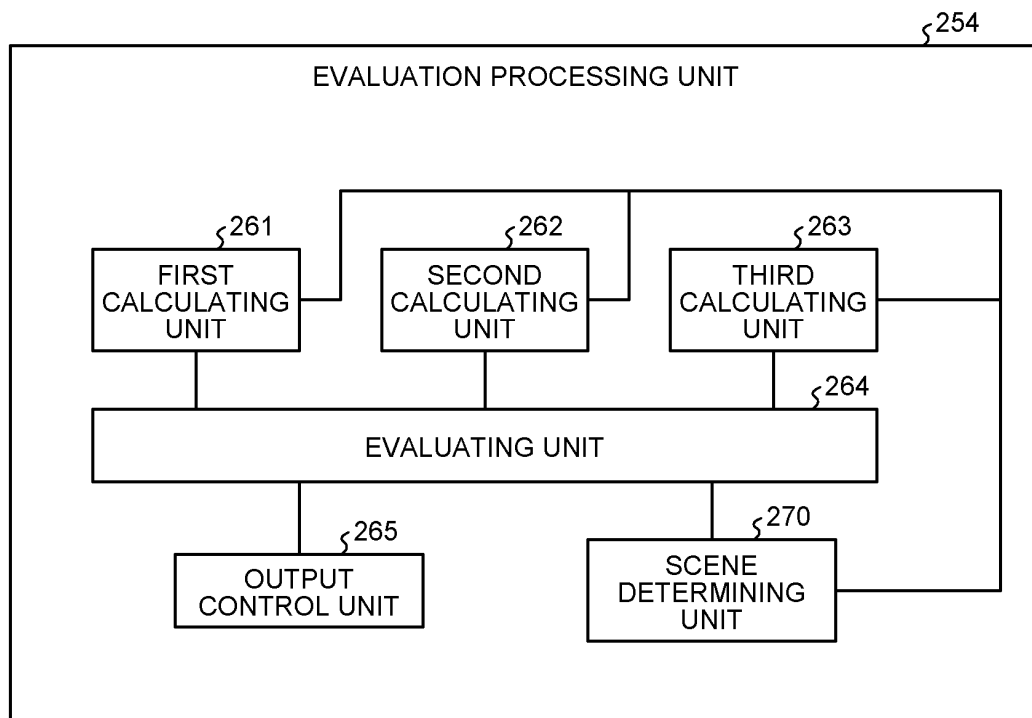 254
EVALUATION PROCESSING UNIT
261
FIRST
CALCULATING
UNIT
262
SECOND
CALCULATING
UNIT
263
THIRD
CALCULATING
UNIT
264
EVALUATING UNIT
265
OUTPUT
CONTROL UNIT
270
SCENE
DETERMINING
UNIT